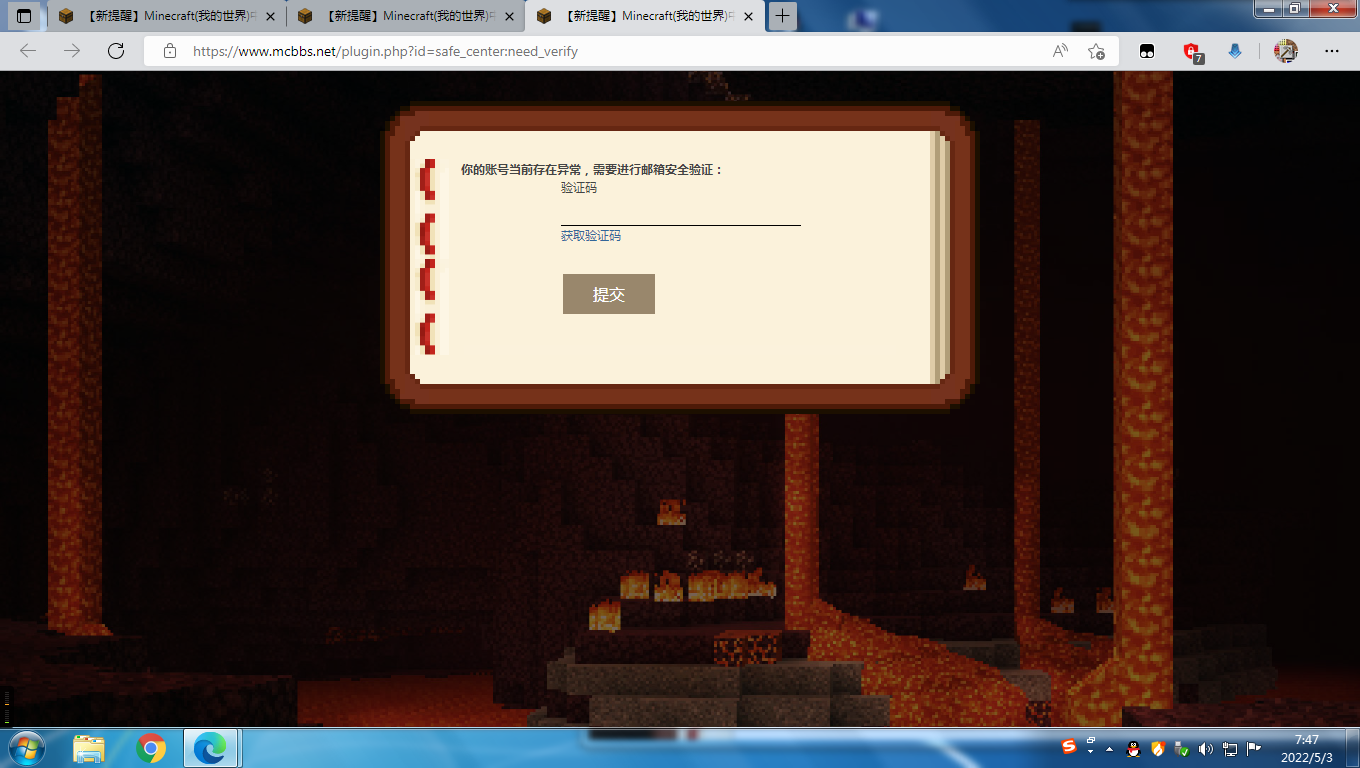 【新提醒】Minecraft(我的世界)
【新提醒】Minecraft(我的世界)
【新提醒】Minecraft(我的世界)
https://www.mcbbs.net/plugin.php?id=safe_center:need_verify
7
你的账号当前存在异常，需要进行邮箱安全验证：
验证码
获取验证码
提交
7:47
2022/5/3